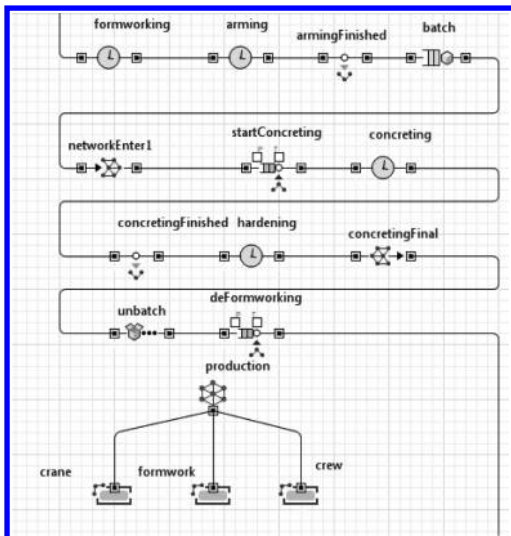 formworking arming armingFinished batch
networkEnter1 startConcreting concreting
concretingFinished hardening concretingFinal
unbatch deFormworking
production
crane formwork crew